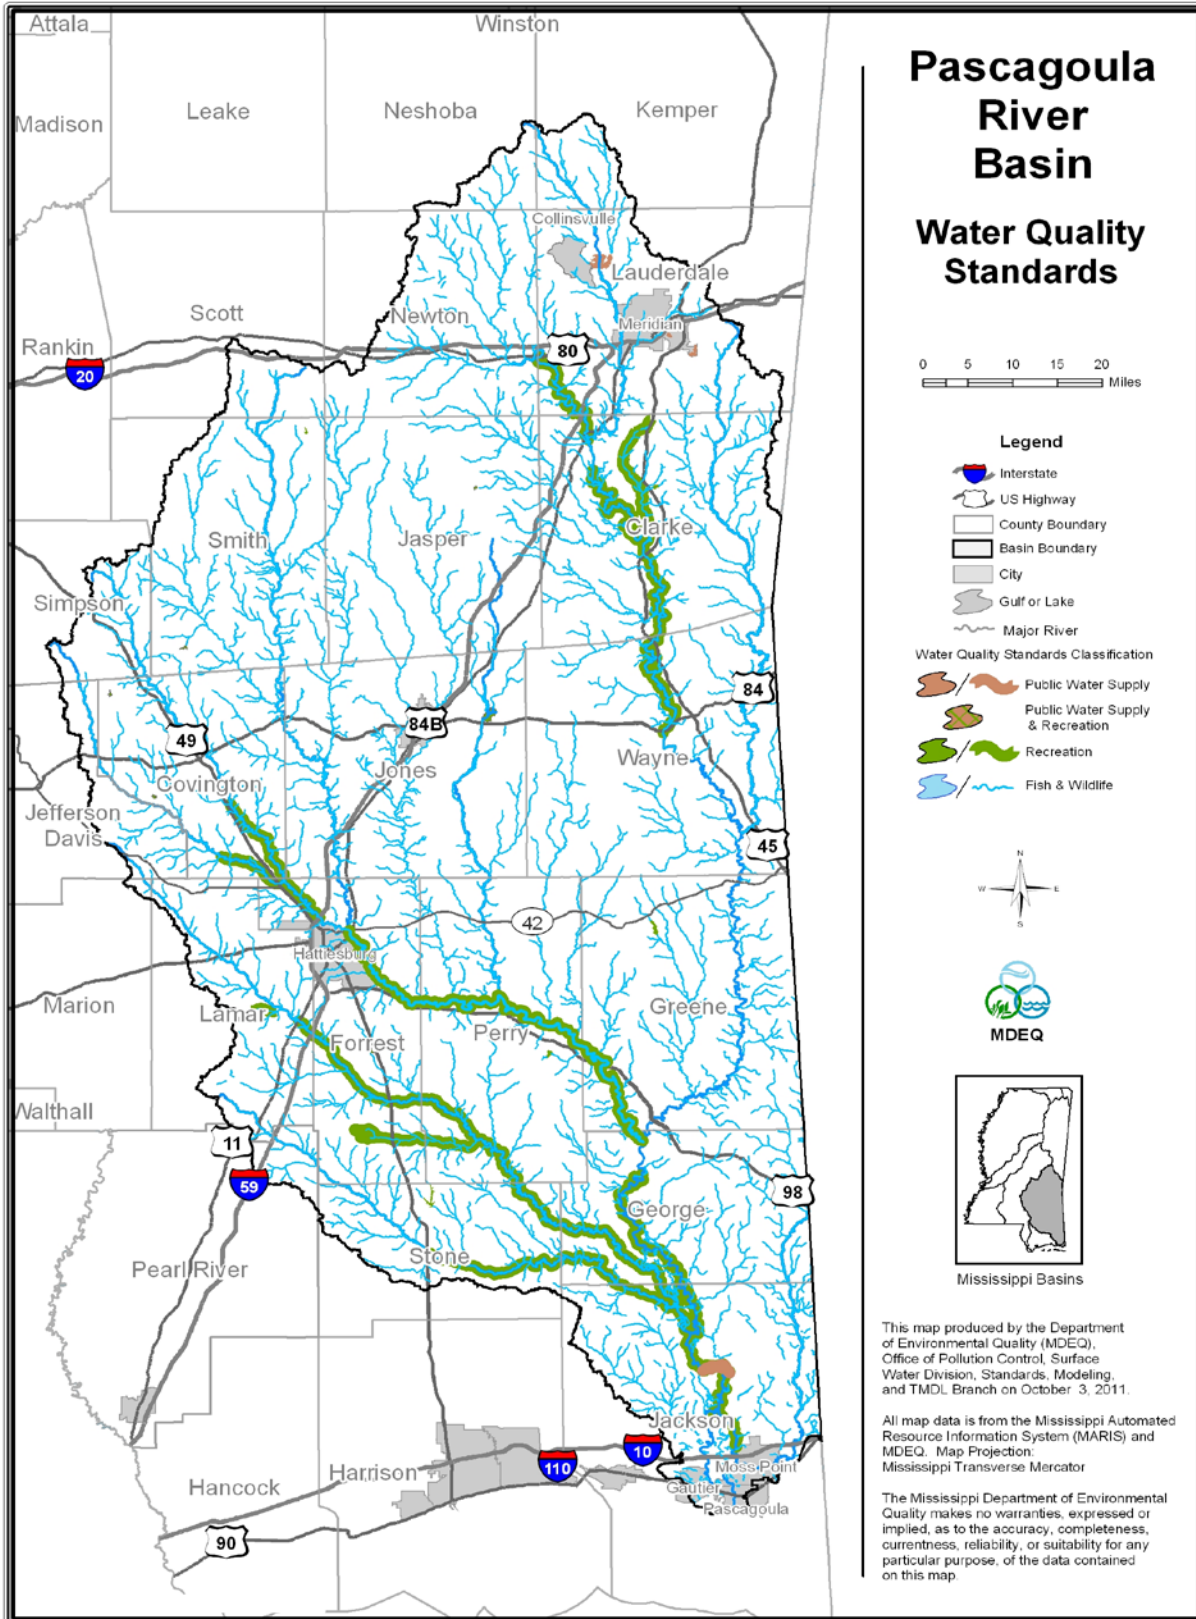 Pascagoula
River
Basin
Water Quality
Standards
0 5 10 15 20
Miles
Legend
Interstate
US Highway
County Boundary
Basin Boundary
City
Gulf or Lake
Major River
Water Quality Standards Classification
Public Water Supply
Public Water Supply
& Recreation
Recreation
Fish & Wildlife
N
W E
S
MDEQ
Mississippi Basins
This map produced by the Department
of Environmental Quality (MDEQ),
Office of Pollution Control, Surface
Water Division, Standards, Modeling,
and TMDL Branch on October 3, 2011.
All map data is from the Mississippi Automated
Resource Information System (MARIS) and
MDEQ. Map Projection:
Mississippi Transverse Mercator
The Mississippi Department of Environmental
Quality makes no warranties, expressed or
implied, as to the accuracy, completeness,
currentness, reliability, or suitability for any
particular purpose, of the data contained
on this map.
Attala
Winston
Madison
Leake
Neshoba
Kemper
Collinsvulle
Lauderdale
Scott
Newton
Meridian
Rankin
80
20
Smith
Jasper
Clarke
Simpson
84
84B
49
Wayne
Jones
Covington
Jefferson
Davis
45
42
Hattiesburg
Marion
Lamar
Greene
Perry
Forrest
Walthall
11
59
98
George
Stone
Pearl River
Jackson
10
110
Moss Point
Harrison
Hancock
Gautier
Pascagoula
90